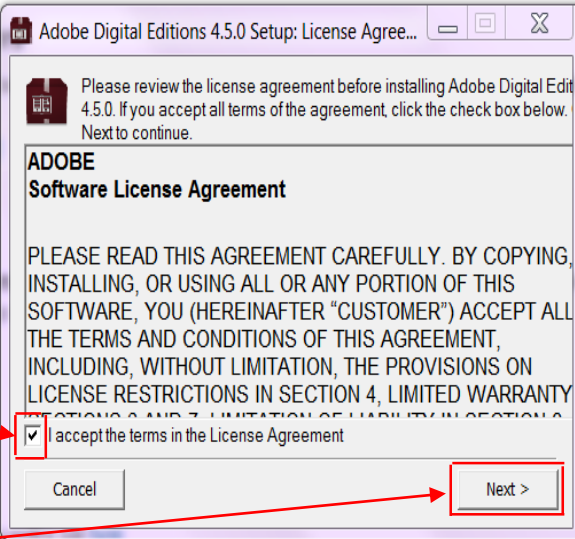 Adobe Digital Editions 4.5.0 Setup: License Agree...
Please review the license agreement before installing Adobe Digital Edit
4.5.0. If you accept all terms of the agreement, click the check box below.
Next to continue.
ADOBE
Software License Agreement
PLEASE READ THIS AGREEMENT CAREFULLY. BY COPYING,
INSTALLING, OR USING ALL OR ANY PORTION OF THIS
SOFTWARE, YOU (HEREINAFTER “CUSTOMER”) ACCEPT ALL
THE TERMS AND CONDITIONS OF THIS AGREEMENT,
INCLUDING, WITHOUT LIMITATION, THE PROVISIONS ON
LICENSE RESTRICTIONS IN SECTION 4, LIMITED WARRANTY
I accept the terms in the License Agreement
Cancel
Next >